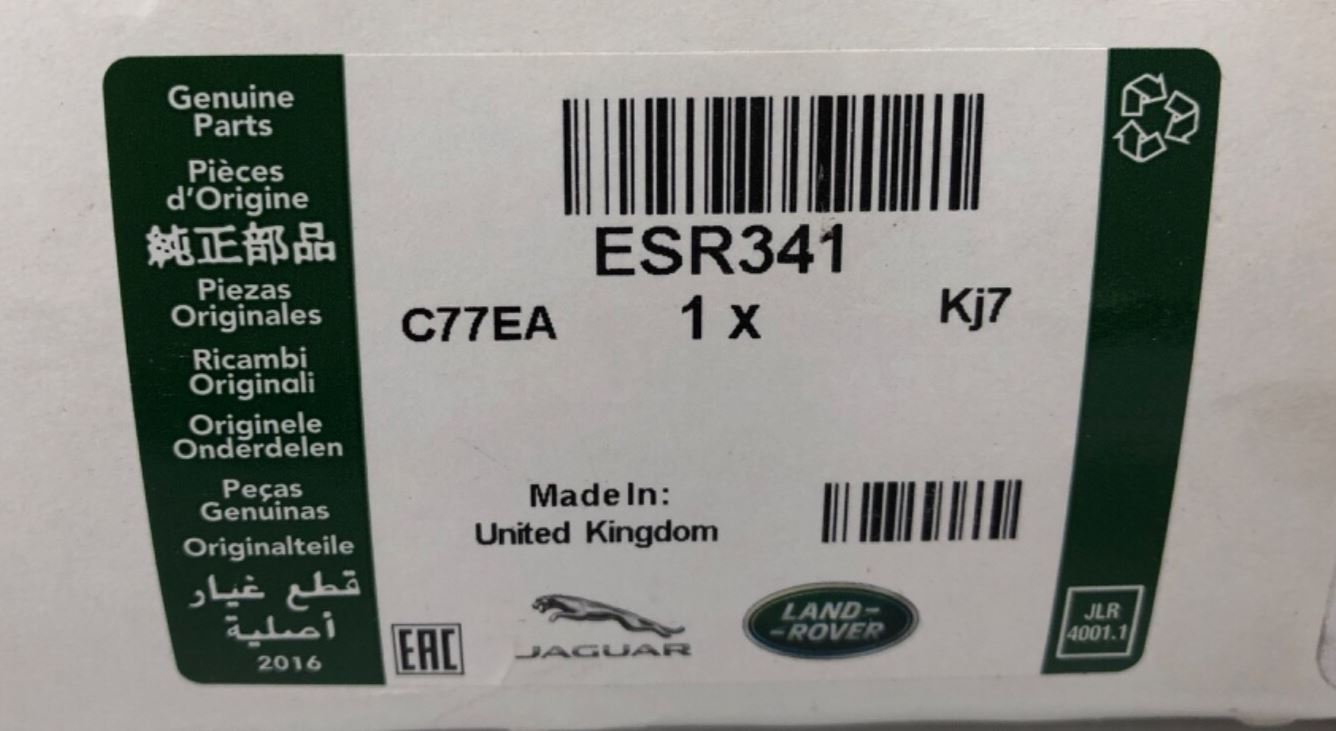 Genuine
Parts
Pièces
d'Origine
純正部品
Piezas
Originales
Ricambi
Originali
Originele
Onderdelen
Peças
Genuinas
Originalteile
قطع غيار
أصلية
2016
ESR341
C77EA 1 x Kj7
Made In:
United Kingdom
EAC
JAGUAR
LAND-
-ROVER
JLR
4001.1